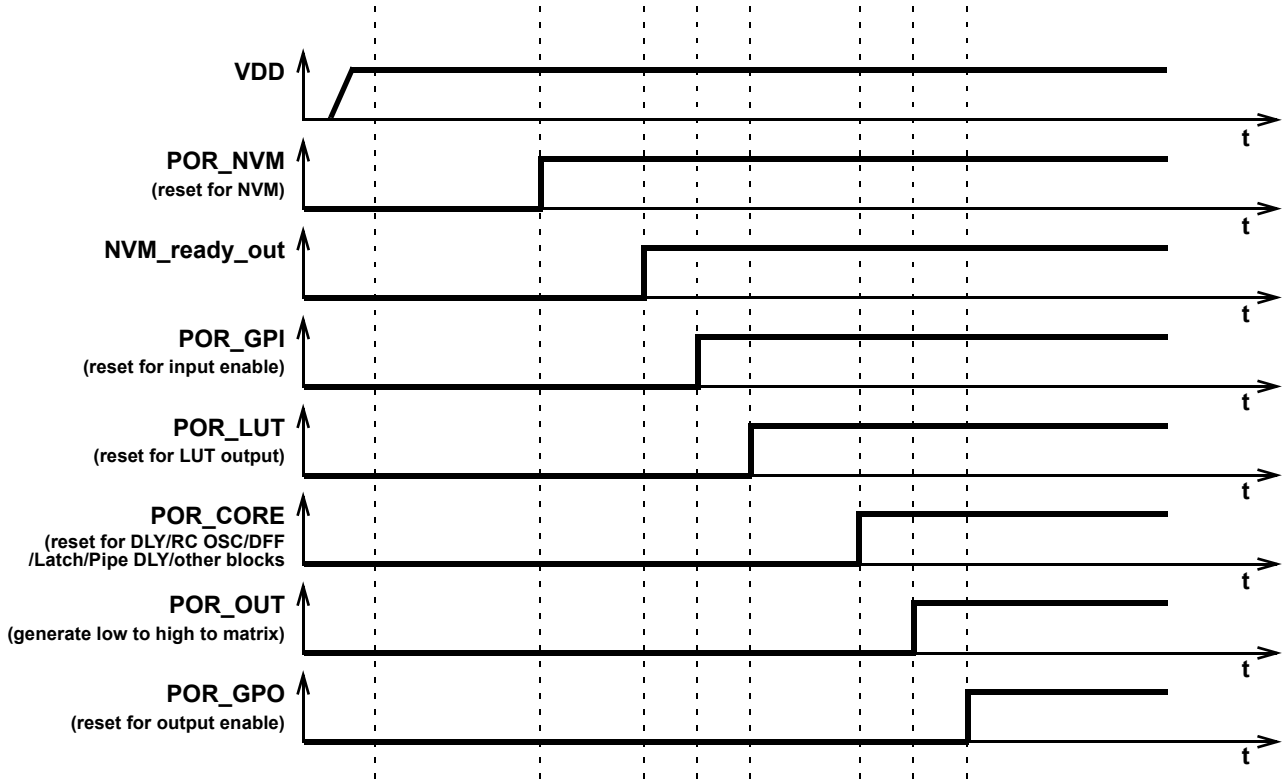 VDD
t
POR_NVM
(reset for NVM)
t
NVM_ready_out
t
POR_GPI
(reset for input enable)
t
POR_LUT
(reset for LUT output)
t
POR_CORE
(reset for DLY/RC OSC/DFF
/Latch/Pipe DLY/other blocks
t
POR_OUT
(generate low to high to matrix)
t
POR_GPO
(reset for output enable)
t